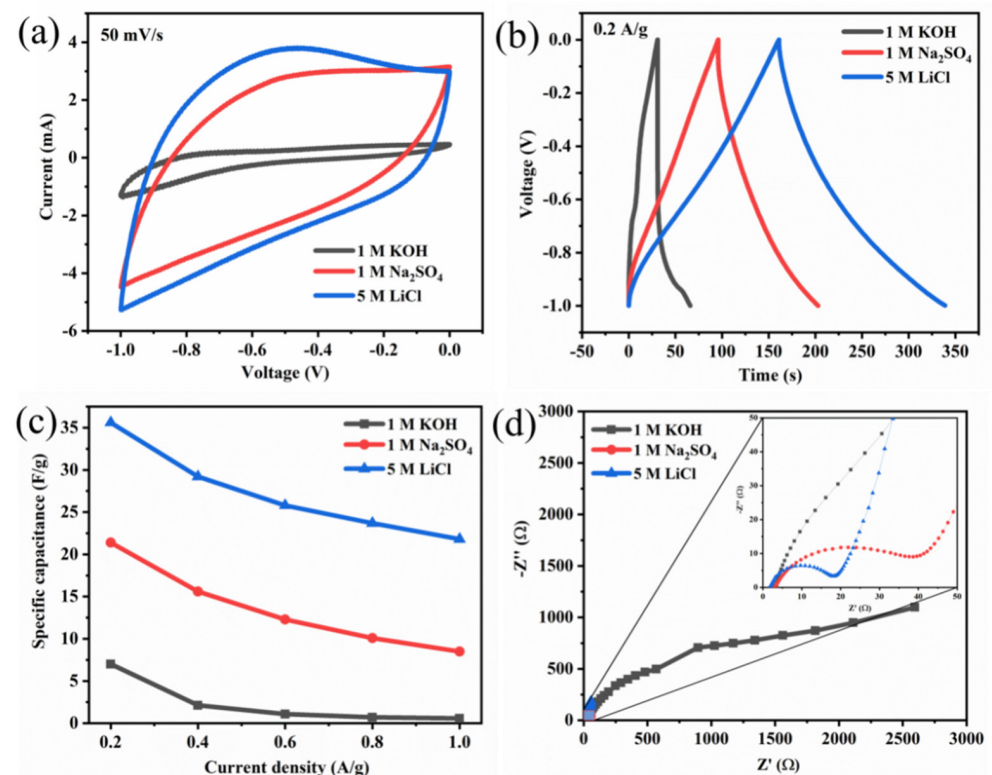 (a)
50 mV/s
4
2
0
-2
-4
-6
Current (mA)
1 M KOH
1 M Na₂SO₄
5 M LiCl
-1.0 -0.8 -0.6 -0.4 -0.2 0.0
Voltage (V)
(b)
0.2 A/g
1 M KOH
1 M Na₂SO₄
5 M LiCl
0.0
-0.2
-0.4
-0.6
-0.8
-1.0
Voltage (V)
-50 0 50 100 150 200 250 300 350
Time (s)
(c)
1 M KOH
1 M Na₂SO₄
5 M LiCl
35
30
25
20
15
10
5
0
Specific capacitance (F/g)
0.2 0.4 0.6 0.8 1.0
Current density (A/g)
(d)
1 M KOH
1 M Na₂SO₄
5 M LiCl
3000
2500
2000
1500
1000
500
0
-Z'' (Ω)
0 500 1000 1500 2000 2500 3000
Z' (Ω)
50
40
30
20
10
0
-Z'' (Ω)
0 10 20 30 40 50
Z' (Ω)